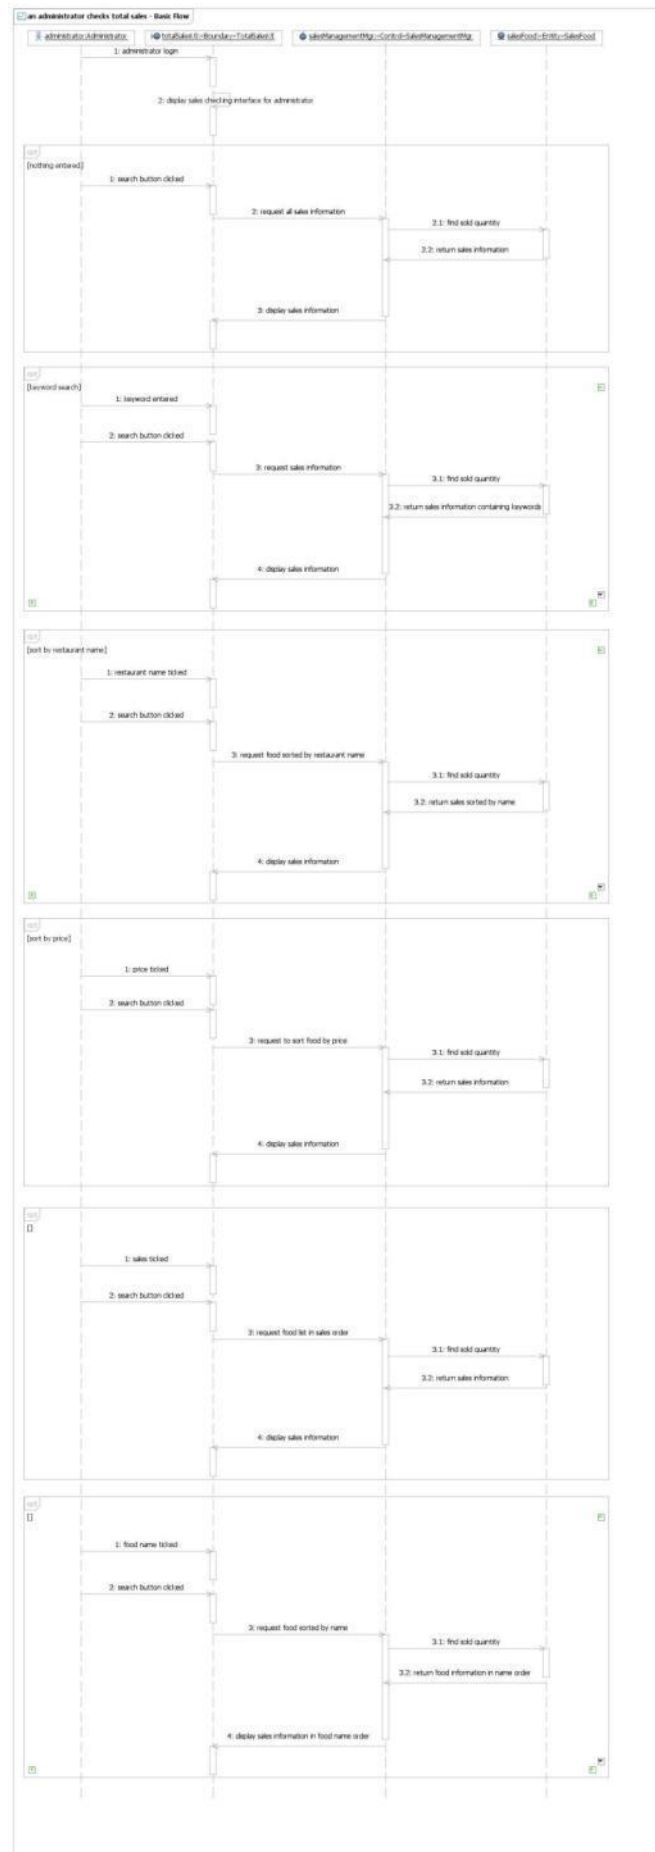 an administrator checks total sales - Basic Flow
administrator:Administrator
salesManagementMgr:~Control~SalesManagementMgr
salesFood:~Entity~SalesFood
1: administrator login
2: display sales checking interface for administrator
opt
[nothing entered]
1: search button clicked
2: request all sales information
2.1: find sold quantity
2.2: return sales information
3: display sales information
opt
[keyword search]
1: keyword entered
2: search button clicked
3: request sales information
3.1: find sold quantity
3.2: return sales information containing keywords
4: display sales information
opt
[sort by restaurant name]
1: restaurant name ticked
2: search button clicked
3: request food sorted by restaurant name
3.1: find sold quantity
3.2: return sales sorted by name
4: display sales information
opt
[sort by price]
1: price ticked
2: search button clicked
3: request to sort food by price
3.1: find sold quantity
3.2: return sales information
4: display sales information
opt
[]
1: sales ticked
2: search button clicked
3: request food list in sales order
3.1: find sold quantity
3.2: return sales information
4: display sales information
opt
[]
1: food name ticked
2: search button clicked
3: request food sorted by name
3.1: find sold quantity
3.2: return food information in name order
4: display sales information in food name order